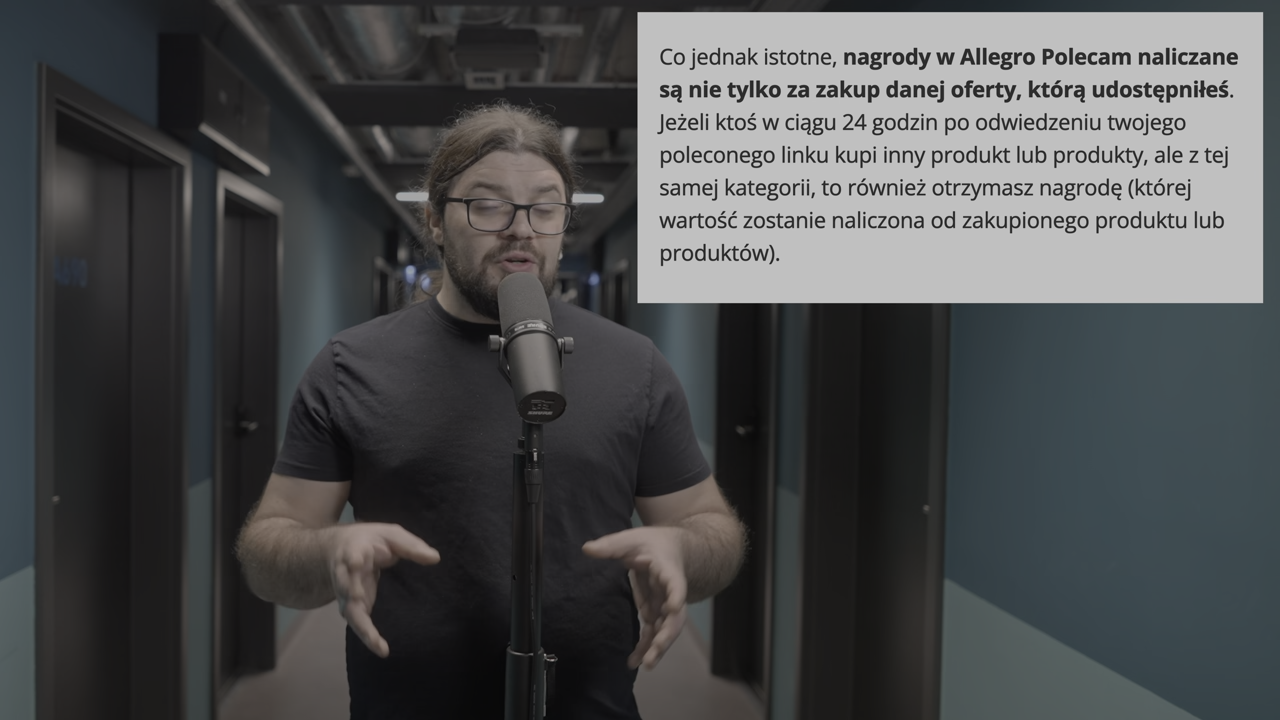 Co jednak istotne, nagrody w Allegro Polecam naliczane
są nie tylko za zakup danej oferty, którą udostępniłeś.
Jeżeli ktoś w ciągu 24 godzin po odwiedzeniu twojego
poleconego linku kupi inny produkt lub produkty, ale z tej
samej kategorii, to również otrzymasz nagrodę (której
wartość zostanie naliczona od zakupionego produktu lub
produktów).